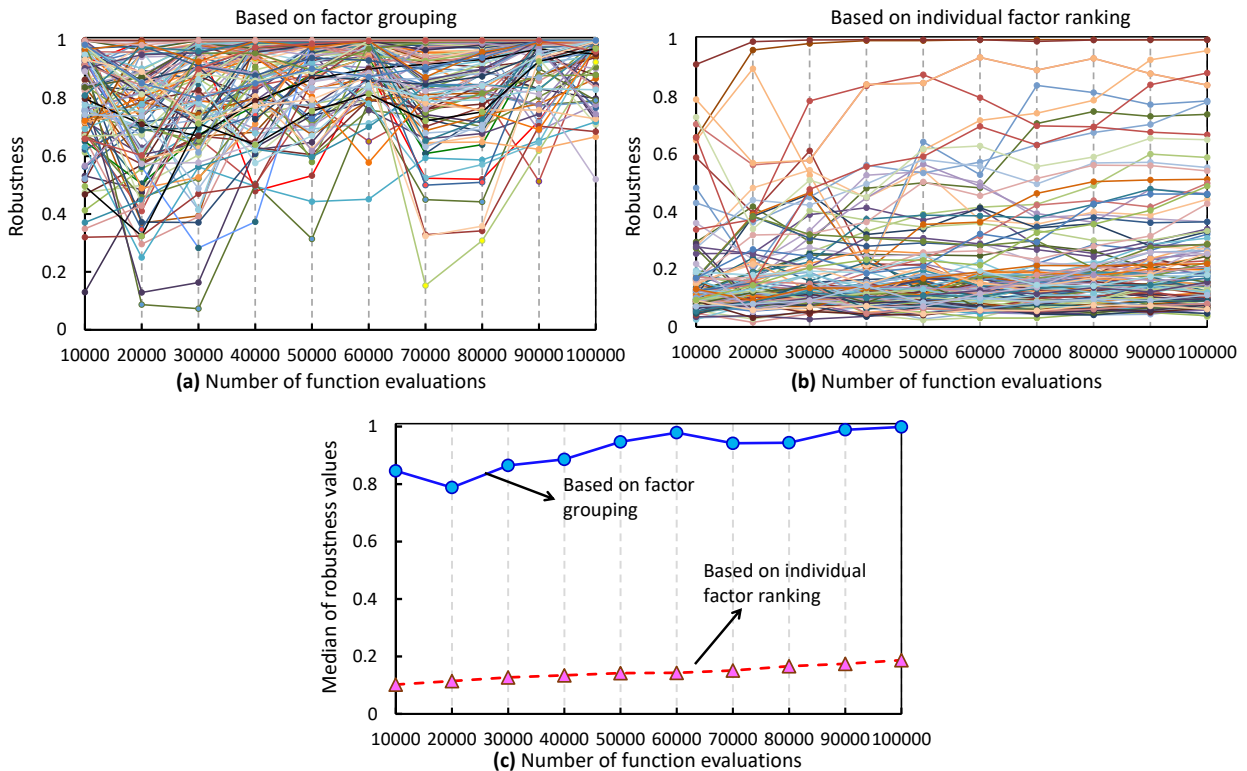 Based on factor grouping
Robustness
1
0.8
0.6
0.4
0.2
0
10000 20000 30000 40000 50000 60000 70000 80000 90000 100000
(a) Number of function evaluations
Based on individual factor ranking
Robustness
1
0.8
0.6
0.4
0.2
0
10000 20000 30000 40000 50000 60000 70000 80000 90000 100000
(b) Number of function evaluations
Median of robustness values
1
0.8
0.6
0.4
0.2
0
Based on factor
grouping
Based on individual
factor ranking
10000 20000 30000 40000 50000 60000 70000 80000 90000 100000
(c) Number of function evaluations